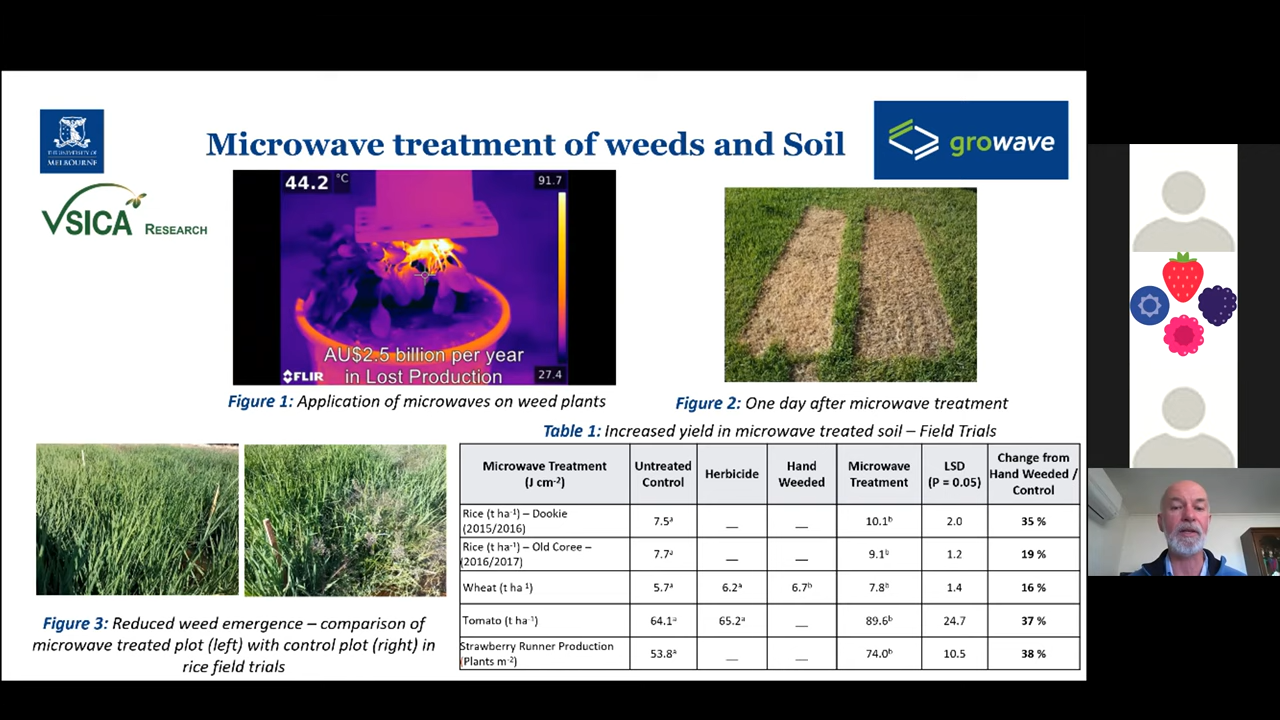 THE UNIVERSITY OF
MELBOURNE
VSICA RESEARCH
Microwave treatment of weeds and Soil
growave
44.2 °C
91.7
AU$2.5 billion per year
in Lost Production
FLIR
27.4
Figure 1: Application of microwaves on weed plants
Figure 2: One day after microwave treatment
Table 1: Increased yield in microwave treated soil – Field Trials
Microwave Treatment
(J cm-2)
Untreated
Control
Herbicide
Hand
Weeded
Microwave
Treatment
LSD
(P = 0.05)
Change from
Hand Weeded /
Control
Rice (t ha-1) – Dookie
(2015/2016)
7.5a
—
—
10.1b
2.0
35 %
Rice (t ha-1) – Old Coree –
(2016/2017)
7.7a
—
—
9.1b
1.2
19 %
Wheat (t ha-1)
5.7a
6.2a
6.7b
7.8b
1.4
16 %
Tomato (t ha-1)
64.1a
65.2a
—
89.6b
24.7
37 %
Strawberry Runner Production
(Plants m-2)
53.8a
—
—
74.0b
10.5
38 %
Figure 3: Reduced weed emergence – comparison of
microwave treated plot (left) with control plot (right) in
rice field trials